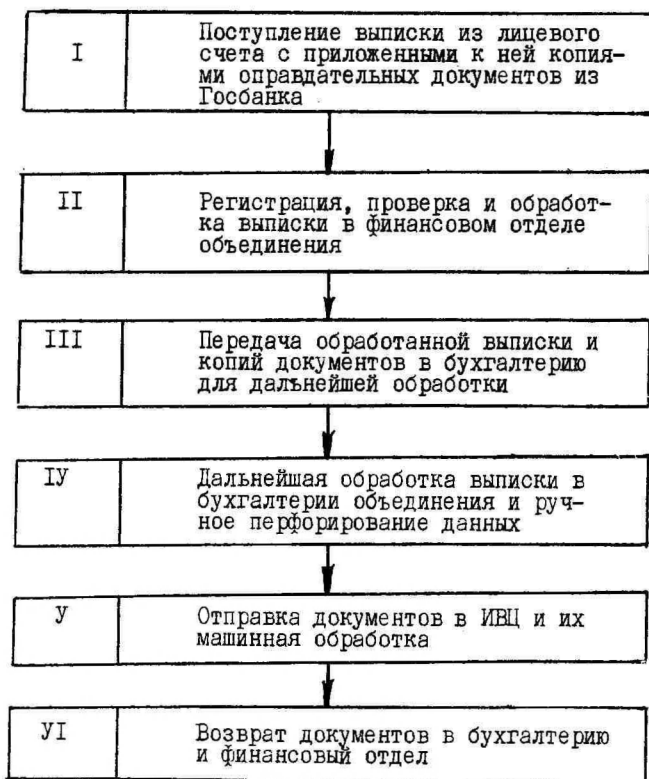 I
Поступление выписки из лицевого
счета с приложенными к ней копия-
ми оправдательных документов из
Госбанка
II
Регистрация, проверка и обработ-
ка выписки в финансовом отделе
объединения
III
Передача обработанной выписки и
копий документов в бухгалтерию
для дальнейшей обработки
IУ
Дальнейшая обработка выписки в
бухгалтерии объединения и руч-
ное перфорирование данных
У
Отправка документов в ИВЦ и их
машинная обработка
УI
Возврат документов в бухгалтерию
и финансовый отдел